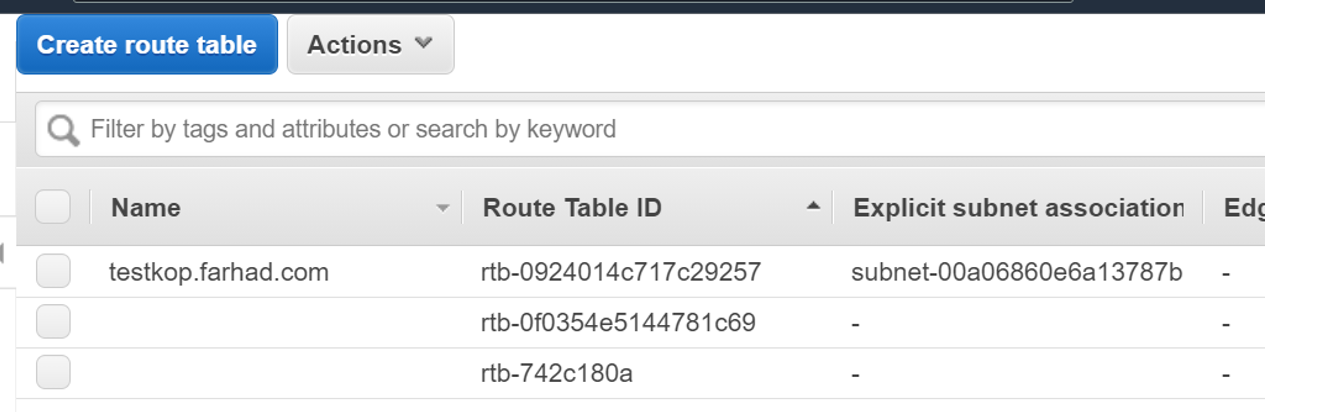 Create route table Actions
Filter by tags and attributes or search by keyword
Name Route Table ID Explicit subnet association Edg
testkop.farhad.com rtb-0924014c717c29257 subnet-00a06860e6a13787b -
rtb-0f0354e5144781c69 - -
rtb-742c180a - -